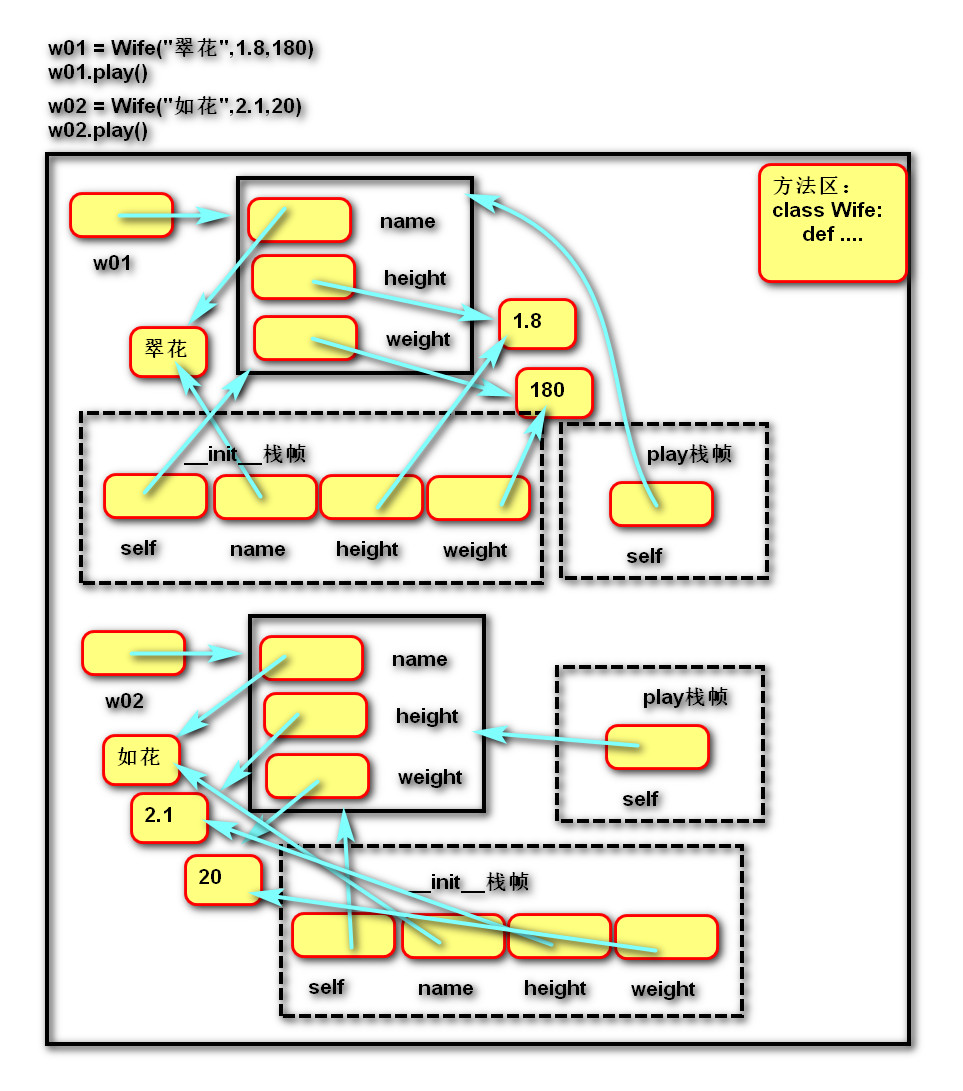 w01 = Wife("翠花",1.8,180)
w01.play()
w02 = Wife("如花",2.1,20)
w02.play()
方法区：
class Wife:
def ....
w01
name
height
weight
翠花
1.8
180
__init__栈帧
self
name
height
weight
play栈帧
self
w02
name
height
weight
如花
2.1
20
play栈帧
self
__init__栈帧
self
name
height
weight